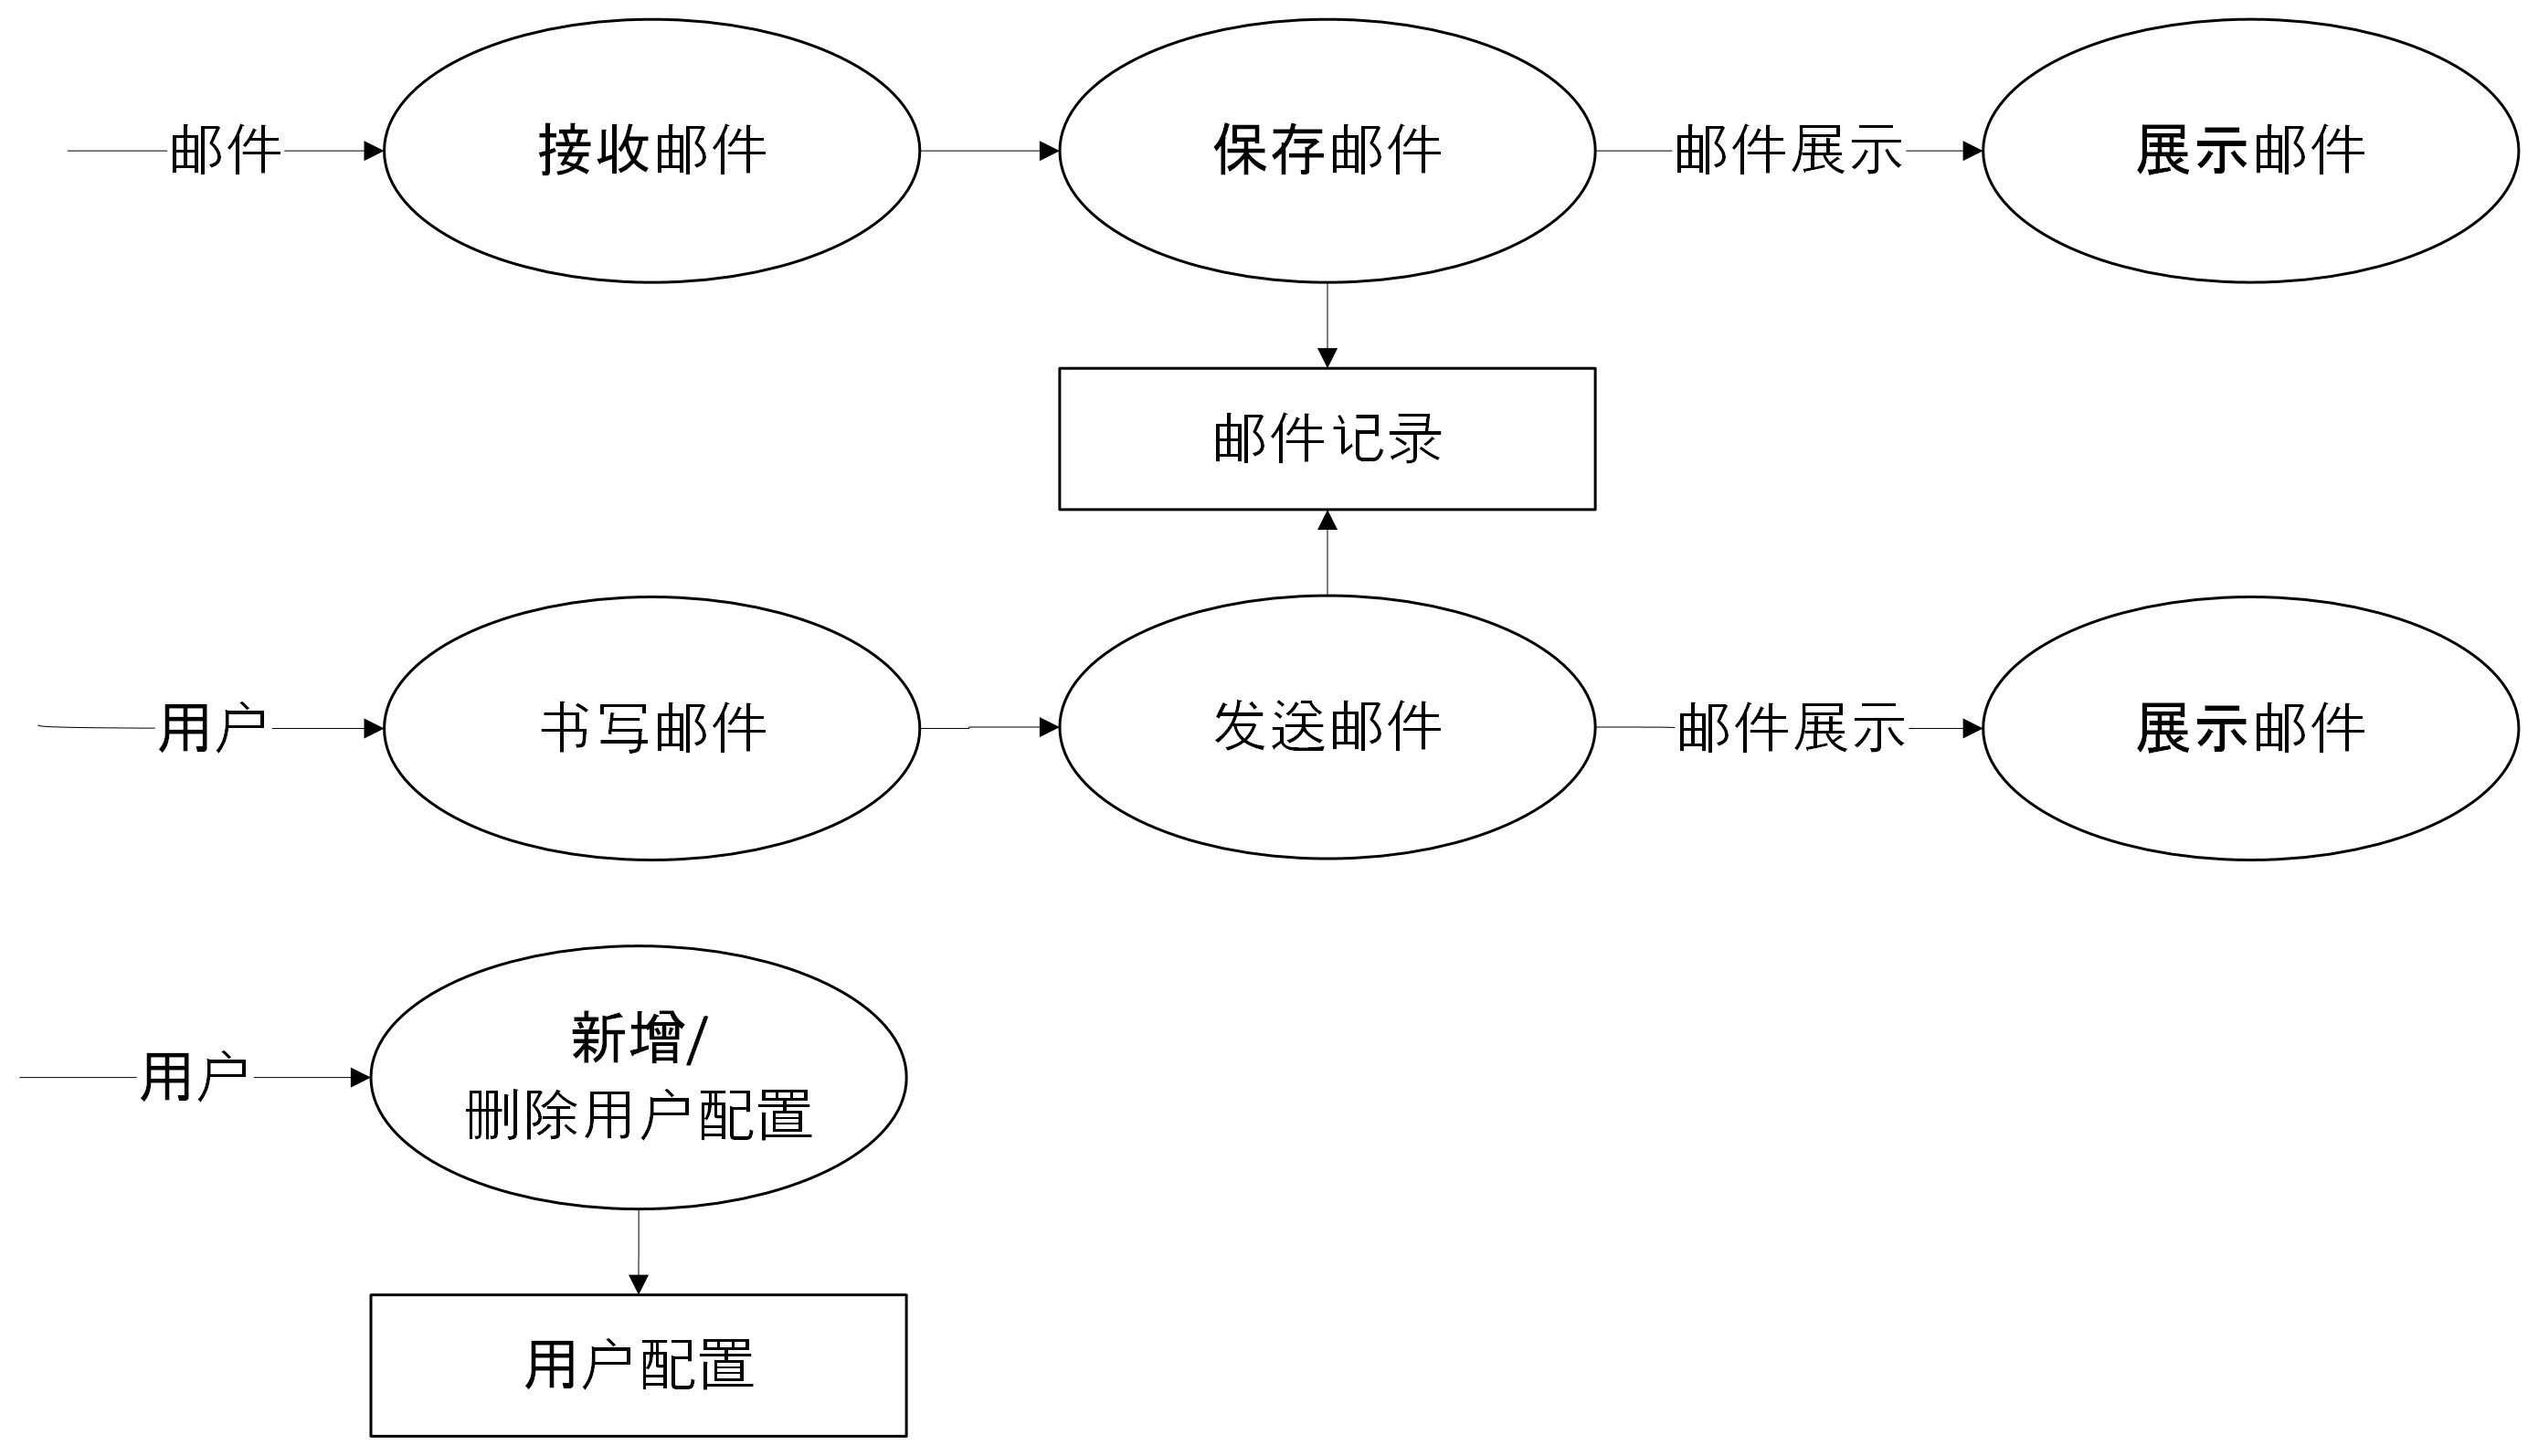 邮件
接收邮件
保存邮件
邮件展示
展示邮件
邮件记录
用户
书写邮件
发送邮件
邮件展示
展示邮件
用户
新增/
删除用户配置
用户配置